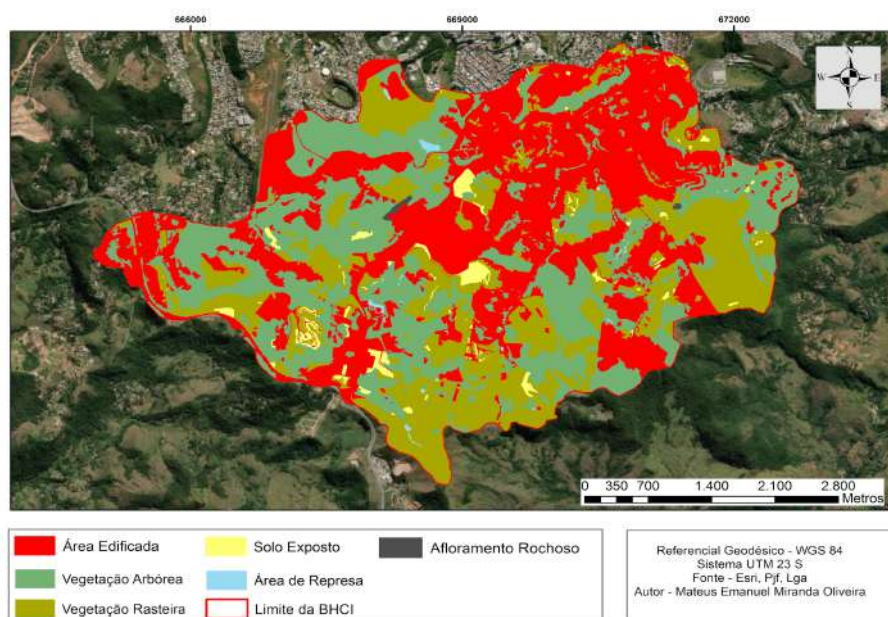 666000 669000 672000
N
W E
S
0 350 700 1.400 2.100 2.800
Metros
Área Edificada
Solo Exposto
Afloramento Rochoso
Vegetação Arbórea
Área de Represa
Vegetação Rasteira
Limite da BHCI
Referencial Geodésico - WGS 84
Sistema UTM 23 S
Fonte - Esri, Pjf, Lga
Autor - Mateus Emanuel Miranda Oliveira